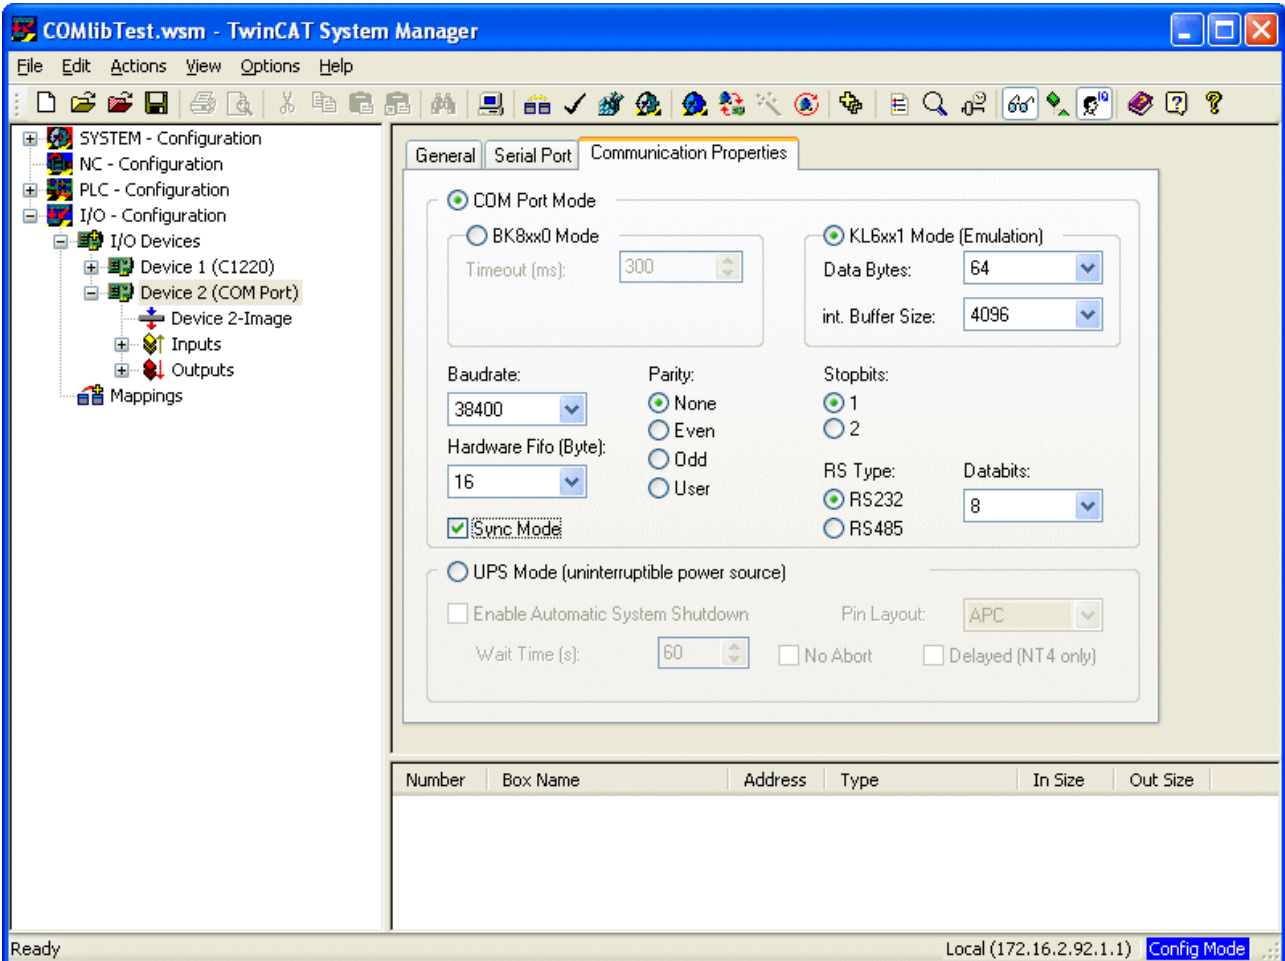 COMlibTest.wsm - TwinCAT System Manager
File Edit Actions View Options Help
SYSTEM - Configuration
NC - Configuration
PLC - Configuration
I/O - Configuration
I/O Devices
Device 1 (C1220)
Device 2 (COM Port)
Device 2-Image
Inputs
Outputs
Mappings
General Serial Port Communication Properties
COM Port Mode
BK8xx0 Mode
Timeout (ms): 300
KL6xx1 Mode (Emulation)
Data Bytes: 64
int. Buffer Size: 4096
Baudrate:
38400
Hardware Fifo (Byte):
16
Sync Mode
Parity:
None
Even
Odd
User
Stopbits:
1
2
RS Type:
RS232
RS485
Databits:
8
UPS Mode (uninterruptible power source)
Enable Automatic System Shutdown
Pin Layout: APC
Wait Time (s): 60
No Abort
Delayed (NT4 only)
Number Box Name Address Type In Size Out Size
Ready
Local (172.16.2.92.1.1) Config Mode